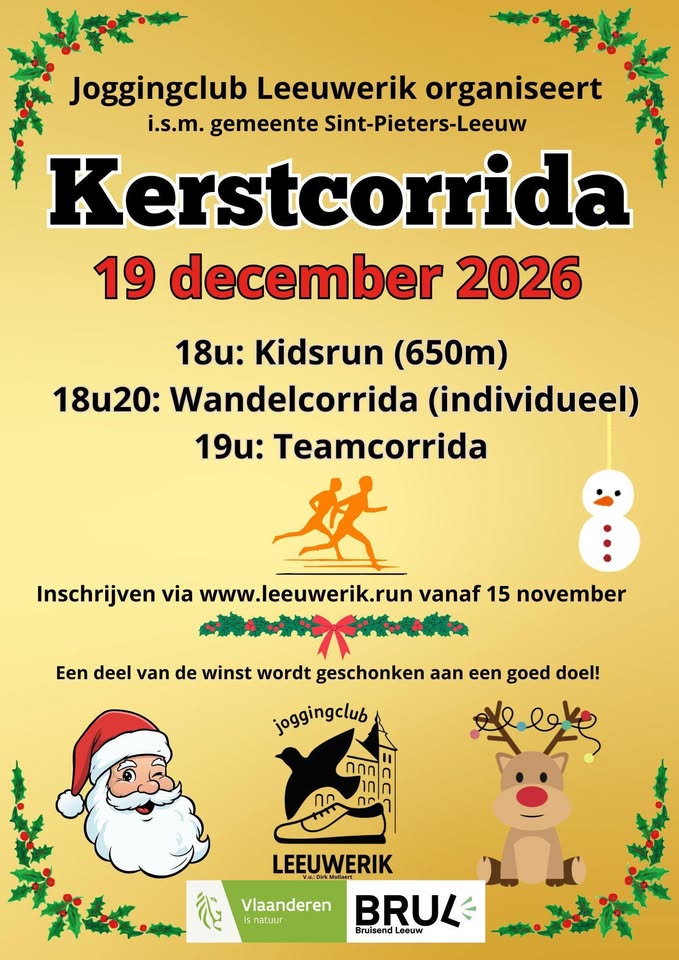 Joggingclub Leeuwerik organiseert
i.s.m. gemeente Sint-Pieters-Leeuw
Kerstcorrida
19 december 2026
18u: Kidsrun (650m)
18u20: Wandelcorrida (individueel)
19u: Teamcorrida
Inschrijven via www.leeuwerik.run vanaf 15 november
Een deel van de winst wordt geschonken aan een goed doel!
joggingclub
LEEUWERIK
V.u.: Dirk Mollaert
Vlaanderen
is natuur
BRUL
Bruisend Leeuw